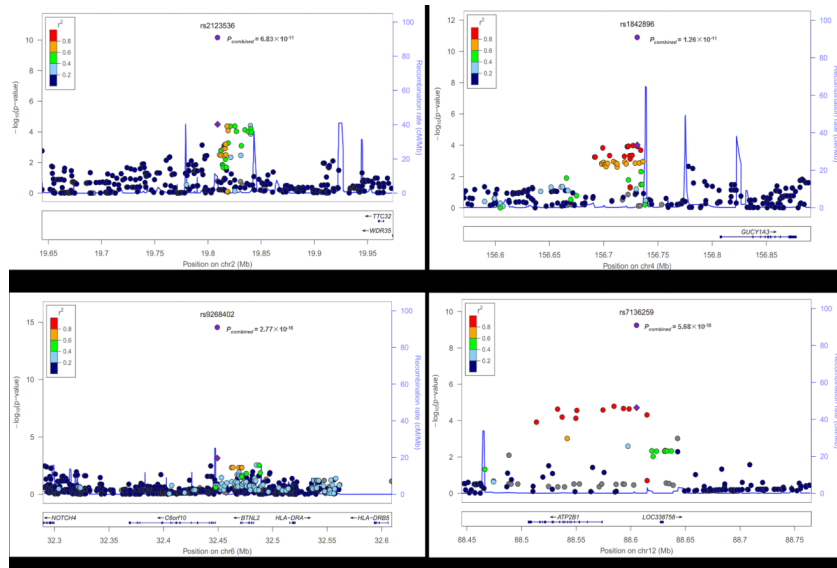 rs2123536
r²
0.8
0.6
0.4
0.2
P combined = 6.83×10⁻¹¹
−log₁₀(p−value)
10
8
6
4
2
0
Recombination rate (cM/Mb)
100
80
60
40
20
0
←TTC32
←WDR35
19.65 19.7 19.75 19.8 19.85 19.9 19.95
Position on chr2 (Mb)
rs1842896
r²
0.8
0.6
0.4
0.2
P combined = 1.26×10⁻¹¹
−log₁₀(p−value)
12
10
8
6
4
2
0
Recombination rate (cM/Mb)
100
80
60
40
20
0
GUCY1A3→
156.6 156.65 156.7 156.75 156.8 156.85
Position on chr4 (Mb)
rs9268402
r²
0.8
0.6
0.4
0.2
P combined = 2.77×10⁻¹⁵
−log₁₀(p−value)
15
10
5
0
Recombination rate (cM/Mb)
100
80
60
40
20
0
←NOTCH4 ←C6orf10 ←BTNL2 HLA−DRA→ ←HLA−DRB5
32.3 32.4 32.45 32.5 32.55 32.6
Position on chr6 (Mb)
rs7136259
r²
0.8
0.6
0.4
0.2
P combined = 5.68×10⁻¹⁰
−log₁₀(p−value)
10
8
6
4
2
0
Recombination rate (cM/Mb)
100
80
60
40
20
0
←ATP2B1 LOC338758→
88.45 88.5 88.55 88.6 88.65 88.7 88.75
Position on chr12 (Mb)